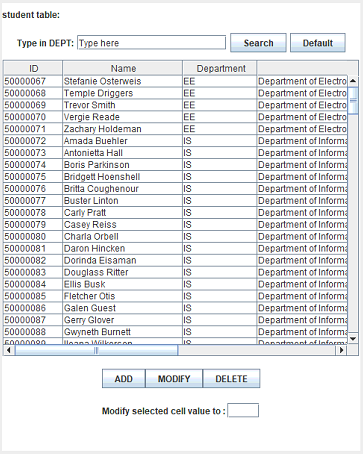 student table:
Type in DEPT: Type here Search Default
ID Name Department
50000067 Stefanie Osterweis EE Department of Electro
50000068 Temple Driggers EE Department of Electro
50000069 Trevor Smith EE Department of Electro
50000070 Vergie Reade EE Department of Electro
50000071 Zachary Holdeman EE Department of Electro
50000072 Amada Buehler IS Department of Informa
50000073 Antonietta Hall IS Department of Informa
50000074 Boris Parkinson IS Department of Informa
50000075 Bridgett Hoenshell IS Department of Informa
50000076 Britta Coughenour IS Department of Informa
50000077 Buster Linton IS Department of Informa
50000078 Carly Pratt IS Department of Informa
50000079 Casey Reiss IS Department of Informa
50000080 Charla Orbell IS Department of Informa
50000081 Daron Hincken IS Department of Informa
50000082 Dorinda Eisaman IS Department of Informa
50000083 Douglass Ritter IS Department of Informa
50000084 Ellis Busk IS Department of Informa
50000085 Fletcher Otis IS Department of Informa
50000086 Galen Guest IS Department of Informa
50000087 Gerry Glover IS Department of Informa
50000088 Gwyneth Burnett IS Department of Informa
50000089 Ileana Wilkerson IS Department of Informa
ADD MODIFY DELETE
Modify selected cell value to :